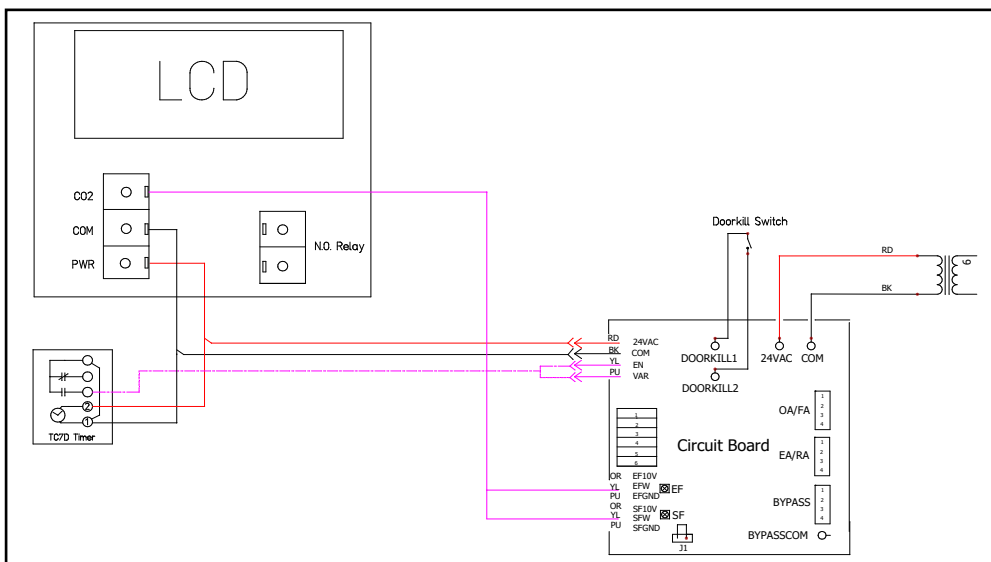 LCD
CO2
COM
PWR
N.O. Relay
2
1
TC7D Timer
Doorkill Switch
RD
BK
9
RD 24VAC
BK COM
YL EN
PU VAR
DOORKILL1
24VAC
COM
DOORKILL2
1
2
3
4
5
6
Circuit Board
OA/FA
1
2
3
4
EA/RA
1
2
3
4
BYPASS
1
2
3
4
BYPASSCOM
OR EF10V
YL EFW
PU EFGND
EF
OR SF10V
YL SFW
PU SFGND
SF
J1